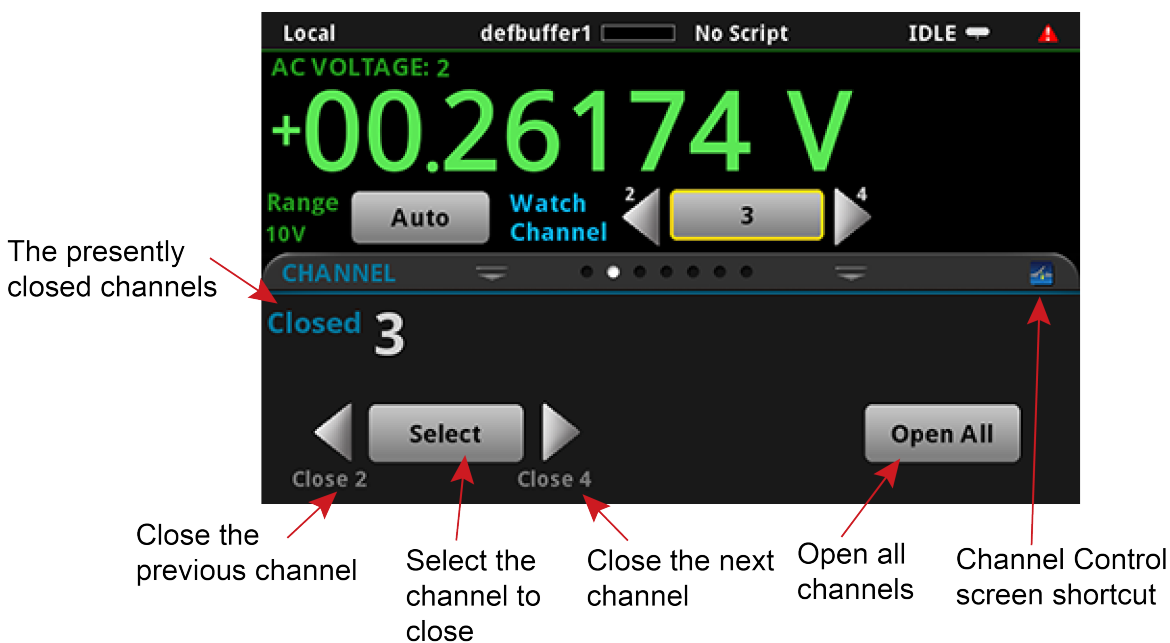 Local defbuffer1 No Script IDLE
AC VOLTAGE: 2
+00.26174 V
Range 10V Auto Watch Channel 2 3 4
The presently
closed channels
CHANNEL
Closed 3
Select
Open All
Close 2
Close 4
Close the
previous channel
Select the
channel to
close
Close the next
channel
Open all
channels
Channel Control
screen shortcut